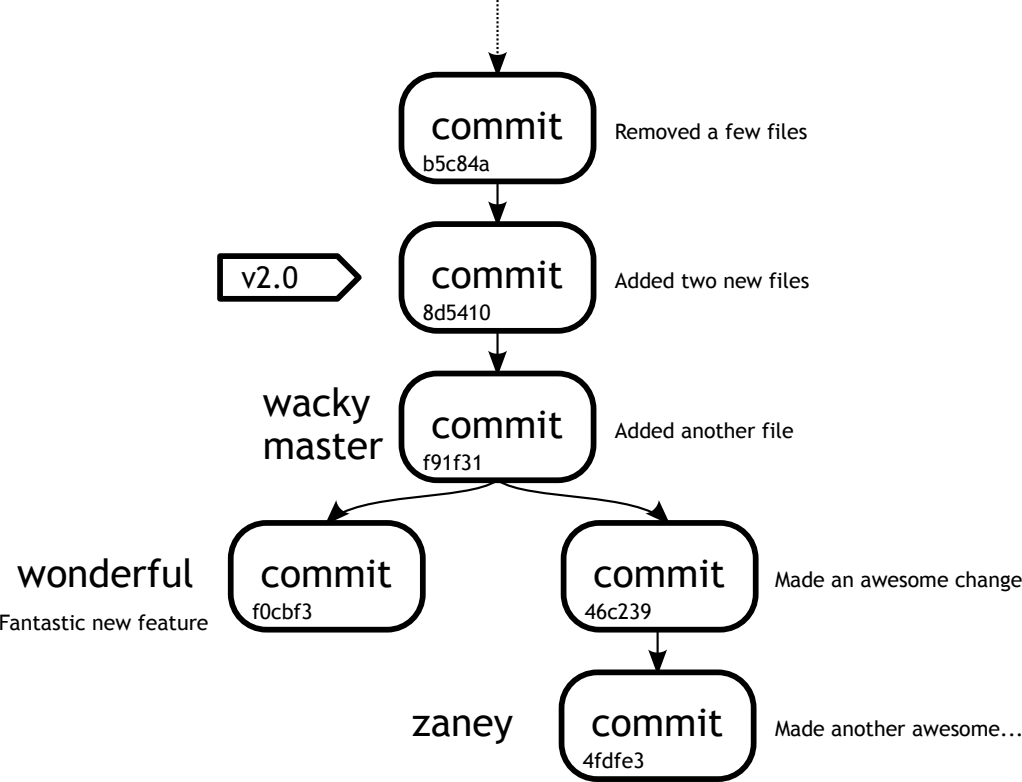 commit
b5c84a
Removed a few files
v2.0
commit
8d5410
Added two new files
wacky
master
commit
f91f31
Added another file
wonderful
Fantastic new feature
commit
f0cbf3
commit
46c239
Made an awesome change
zaney
commit
4fdfe3
Made another awesome...